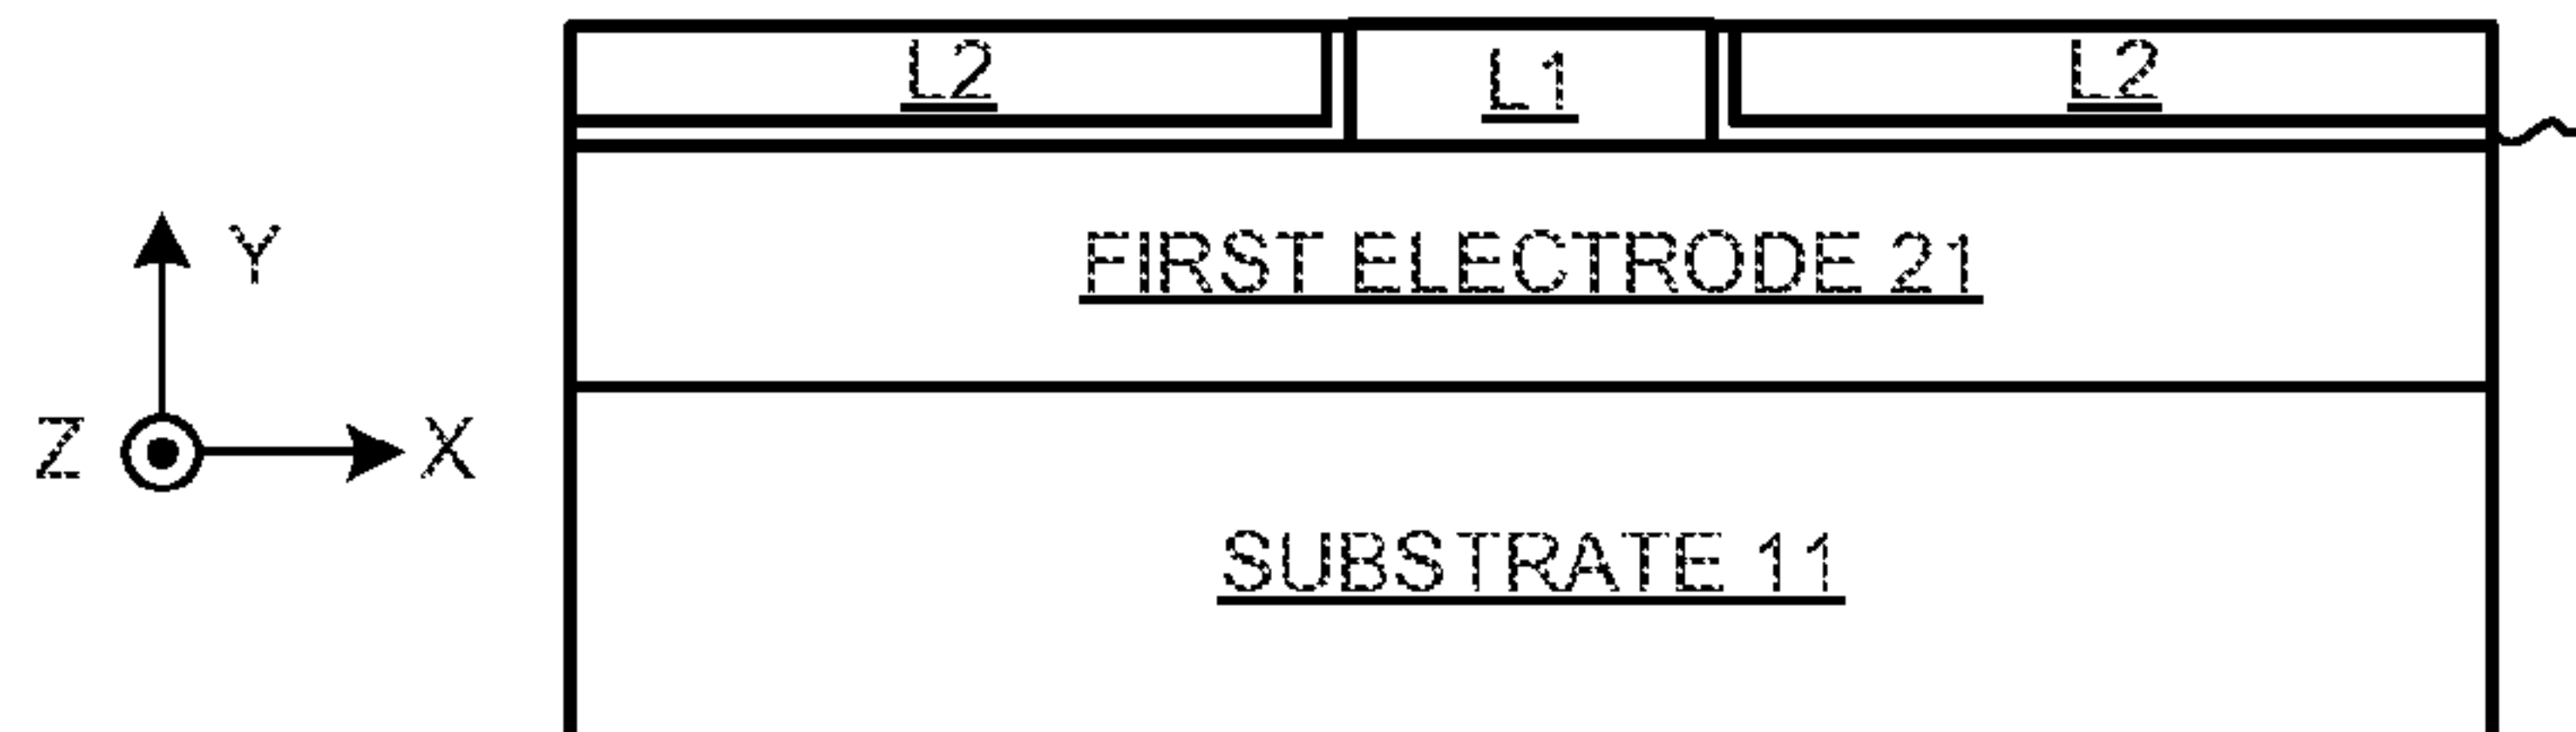 L2 L1 L2
FIRST ELECTRODE 21
Y
Z X
SUBSTRATE 11